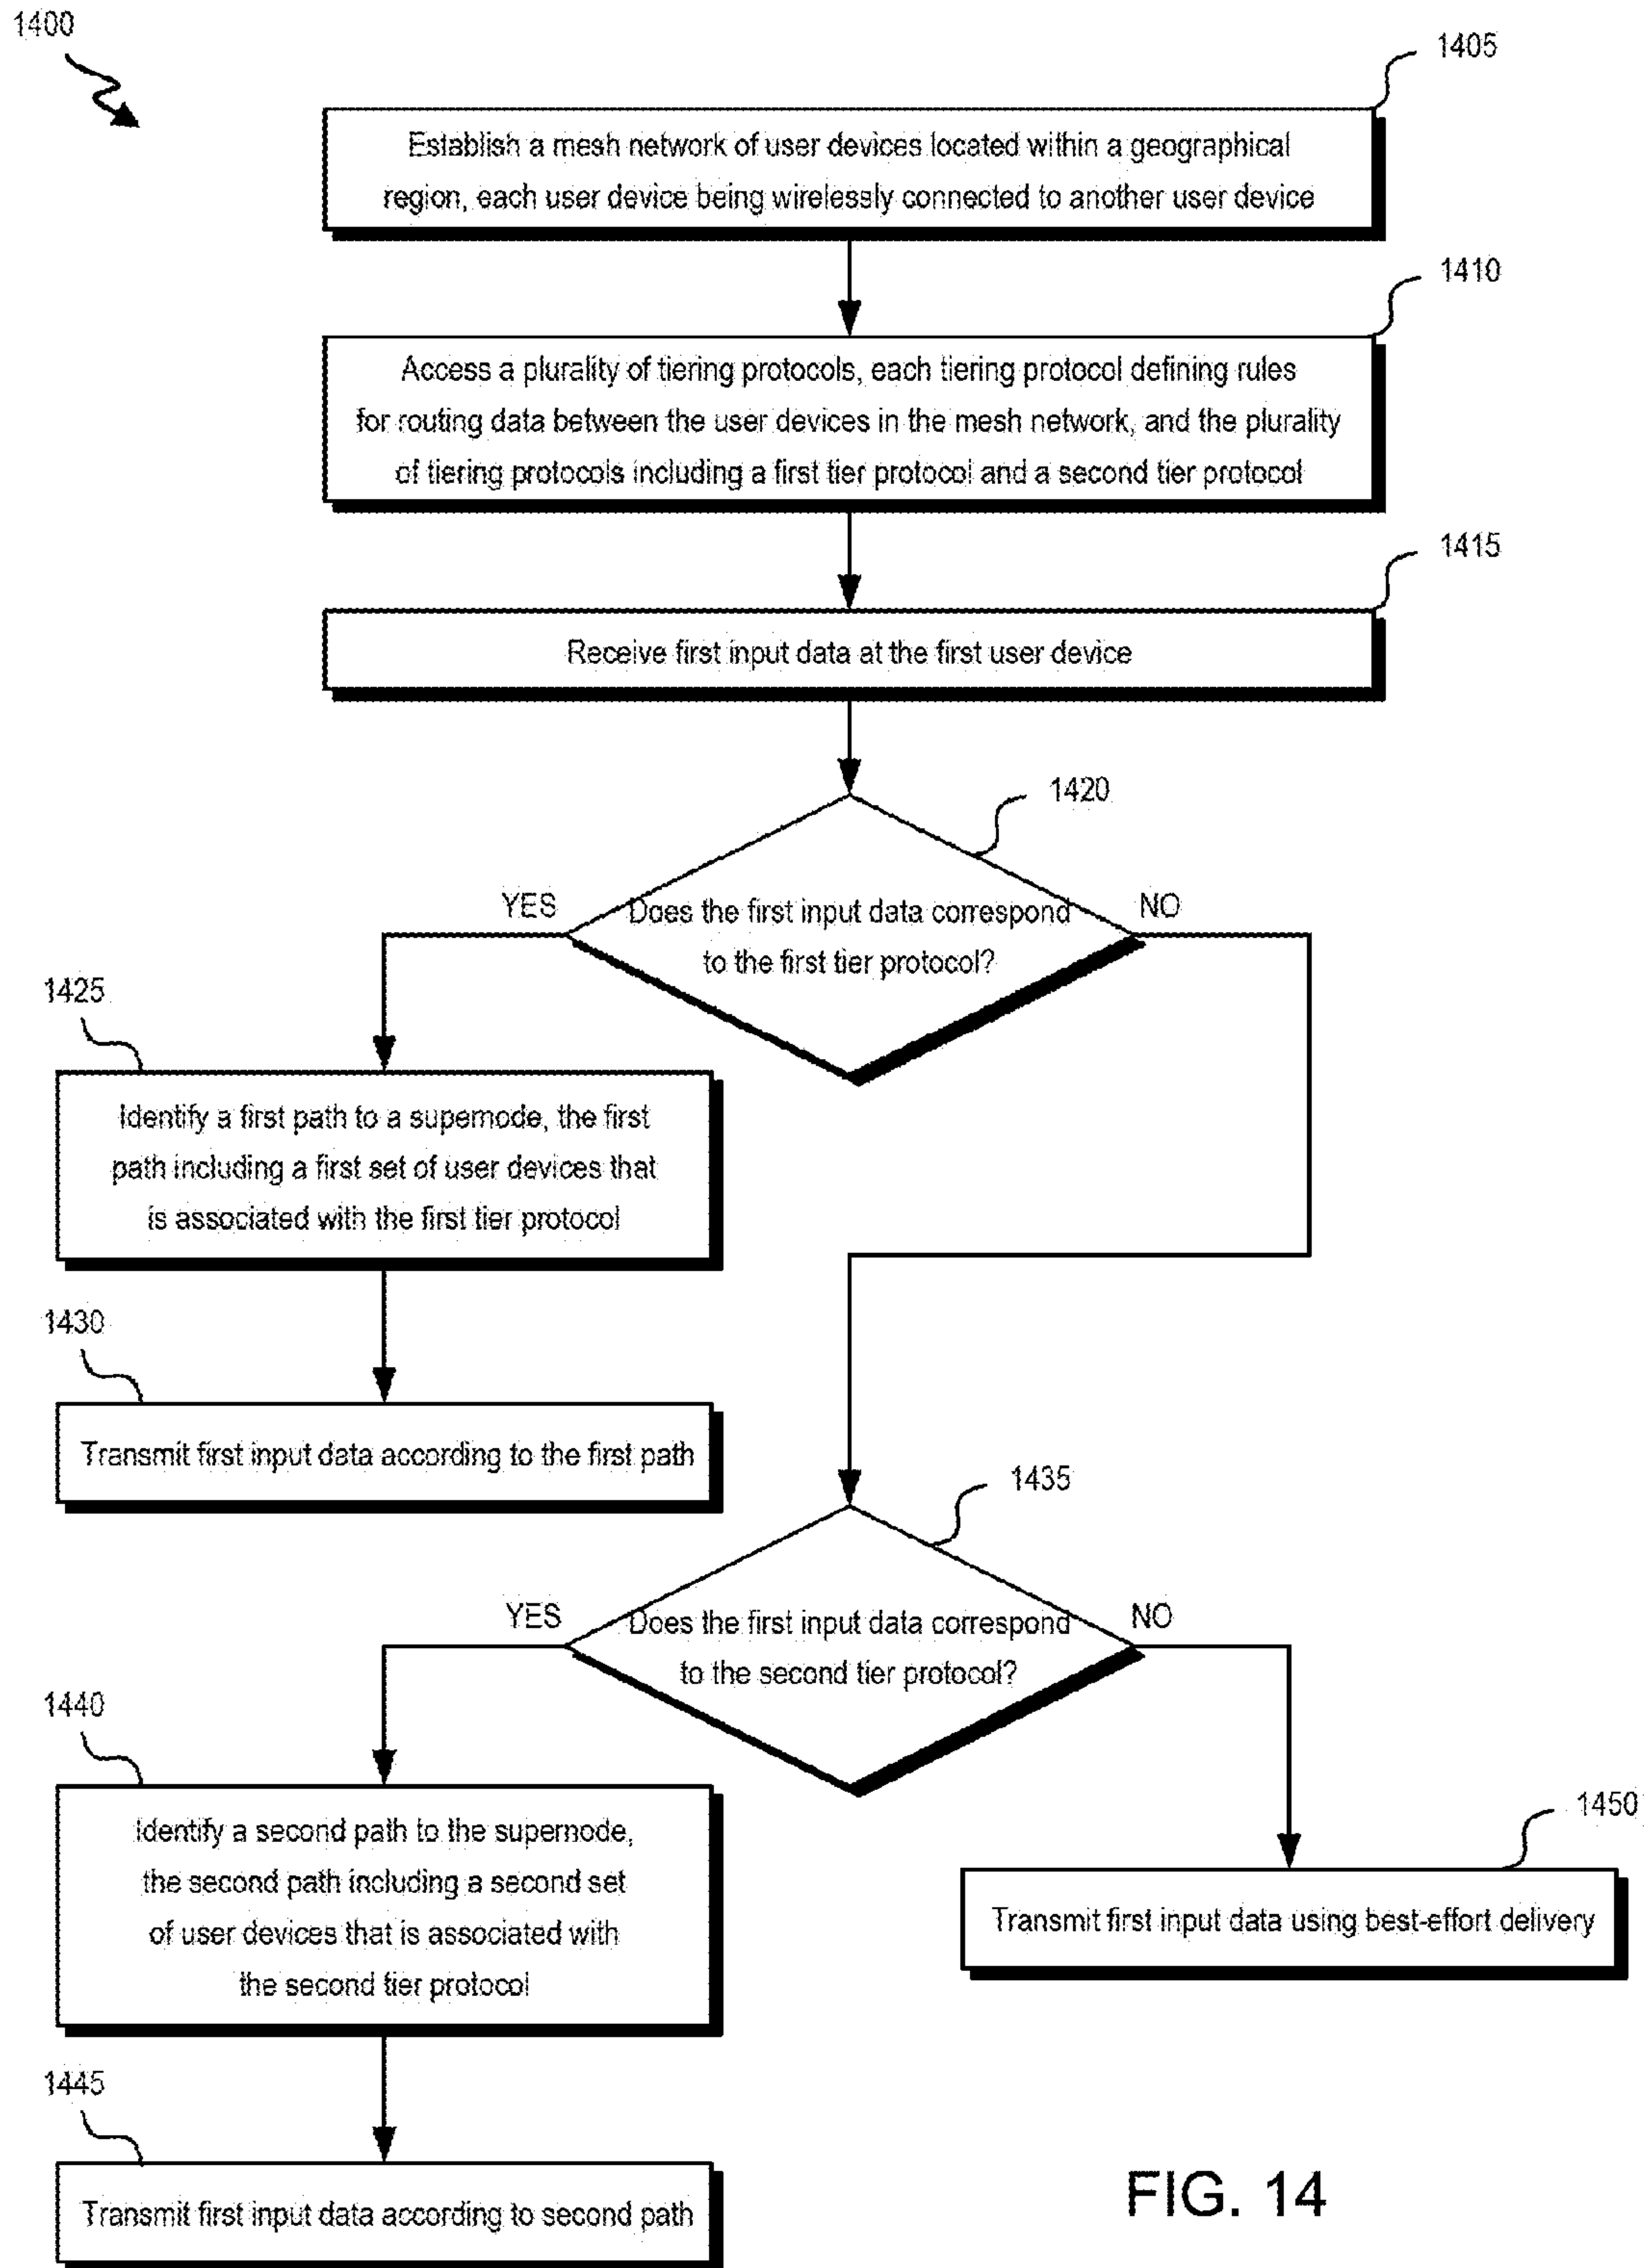 1400
1405
Establish a mesh network of user devices located within a geographical
region, each user device being wirelessly connected to another user device
1410
Access a plurality of tiering protocols, each tiering protocol defining rules
for routing data between the user devices in the mesh network, and the plurality
of tiering protocols including a first tier protocol and a second tier protocol
1415
Receive first input data at the first user device
1420
YES
NO
Does the first input data correspond
to the first tier protocol?
1425
Identify a first path to a supernode, the first
path including a first set of user devices that
is associated with the first tier protocol
1430
Transmit first input data according to the first path
1435
YES
NO
Does the first input data correspond
to the second tier protocol?
1440
Identify a second path to the supernode,
the second path including a second set
of user devices that is associated with
the second tier protocol
1450
Transmit first input data using best-effort delivery
1445
Transmit first input data according to second path
FIG. 14